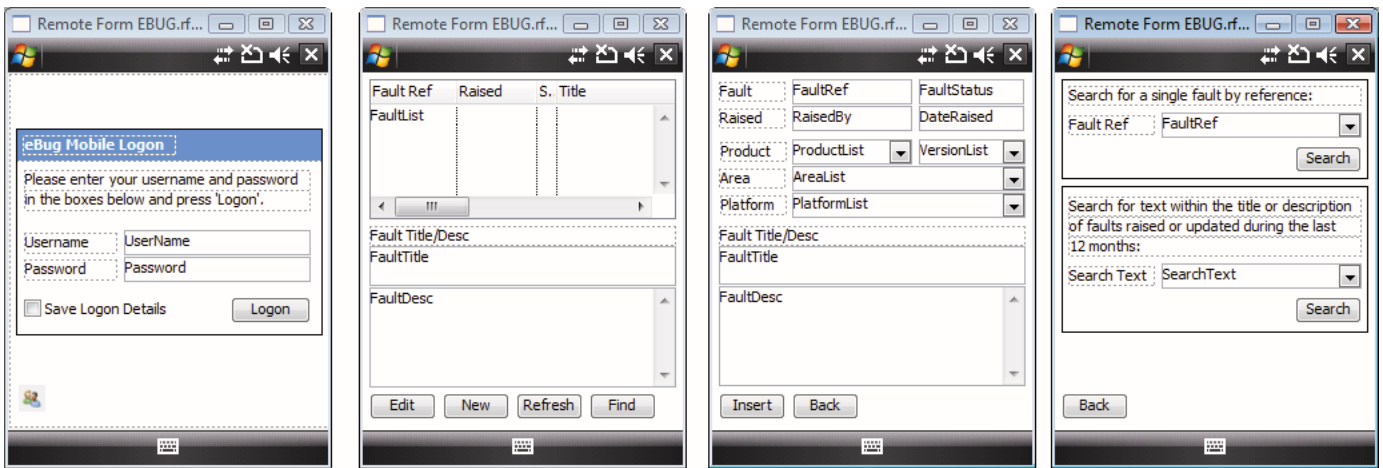 Remote Form EBUG.rf...
eBug Mobile Logon
Please enter your username and password
in the boxes below and press 'Logon'.
Username UserName
Password Password
Save Logon Details Logon
Remote Form EBUG.rf...
Fault Ref Raised S. Title
FaultList
Fault Title/Desc
FaultTitle
FaultDesc
Edit New Refresh Find
Remote Form EBUG.rf...
Fault FaultRef FaultStatus
Raised RaisedBy DateRaised
Product ProductList VersionList
Area AreaList
Platform PlatformList
Fault Title/Desc
FaultTitle
FaultDesc
Insert Back
Remote Form EBUG.rf...
Search for a single fault by reference:
Fault Ref FaultRef
Search
Search for text within the title or description
of faults raised or updated during the last
12 months:
Search Text SearchText
Search
Back